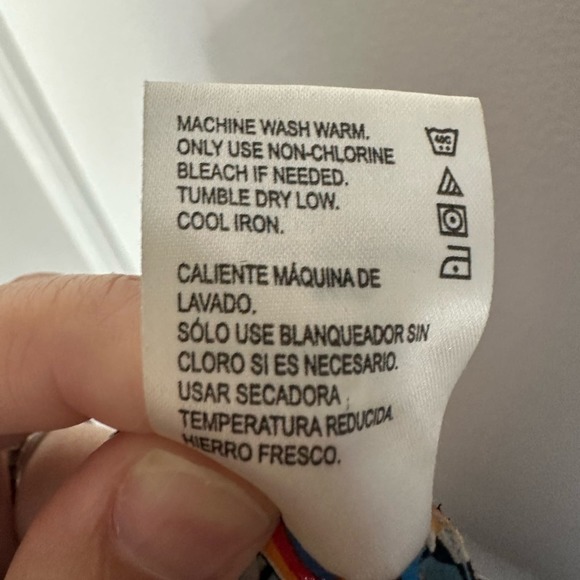 MACHINE WASH WARM.
ONLY USE NON-CHLORINE
BLEACH IF NEEDED.
TUMBLE DRY LOW.
COOL IRON.
40C
CALIENTE MÁQUINA DE
LAVADO.
SÓLO USE BLANQUEADOR SIN
CLORO SI ES NECESARIO.
USAR SECADORA
TEMPERATURA REDUCIDA.
HIERRO FRESCO.